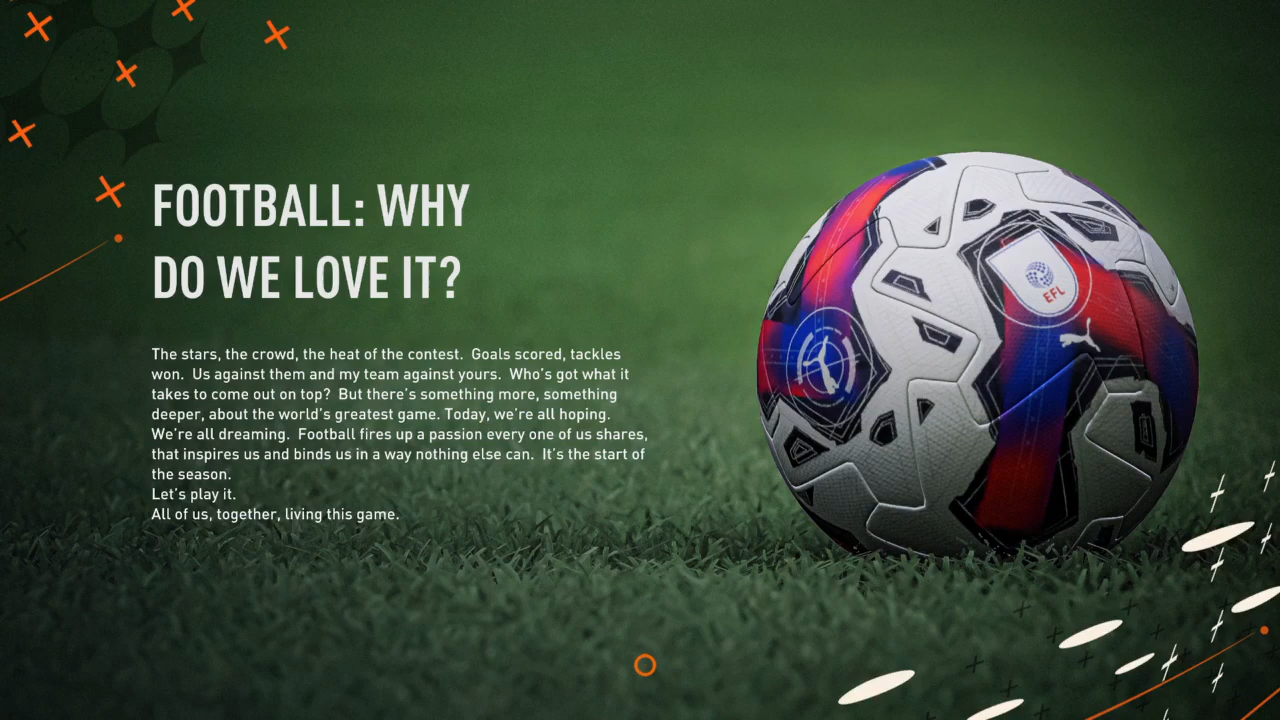 FOOTBALL: WHY
DO WE LOVE IT?
The stars, the crowd, the heat of the contest.  Goals scored, tackles
won.  Us against them and my team against yours.  Who's got what it
takes to come out on top?  But there's something more, something
deeper, about the world's greatest game. Today, we're all hoping.
We're all dreaming.  Football fires up a passion every one of us shares,
that inspires us and binds us in a way nothing else can.  It's the start of
the season.
Let's play it.
All of us, together, living this game.
EFL